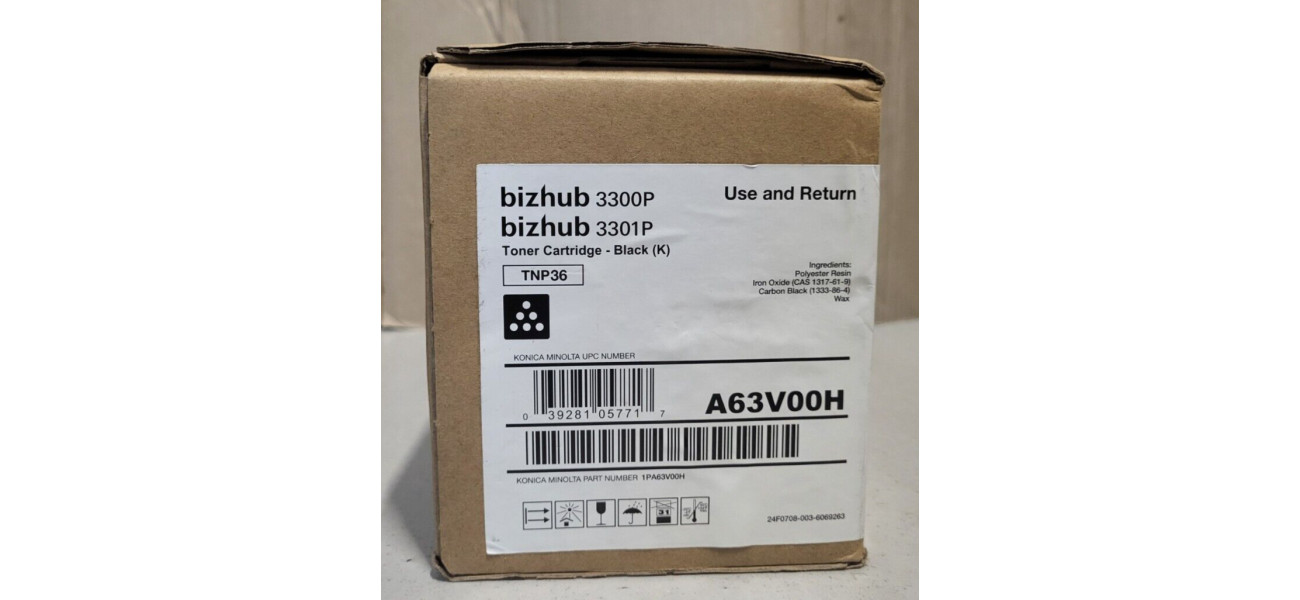 bizhub 3300P
Use and Return
bizhub 3301P
Toner Cartridge - Black (K)
TNP36
Ingredients:
Polyester Resin
Iron Oxide (CAS 1317-61-9)
Carbon Black (1333-86-4)
Wax
KONICA MINOLTA UPC NUMBER
0 39281 05771 7
A63V00H
KONICA MINOLTA PART NUMBER 1PA63V00H
31
24F0708-003-6069263